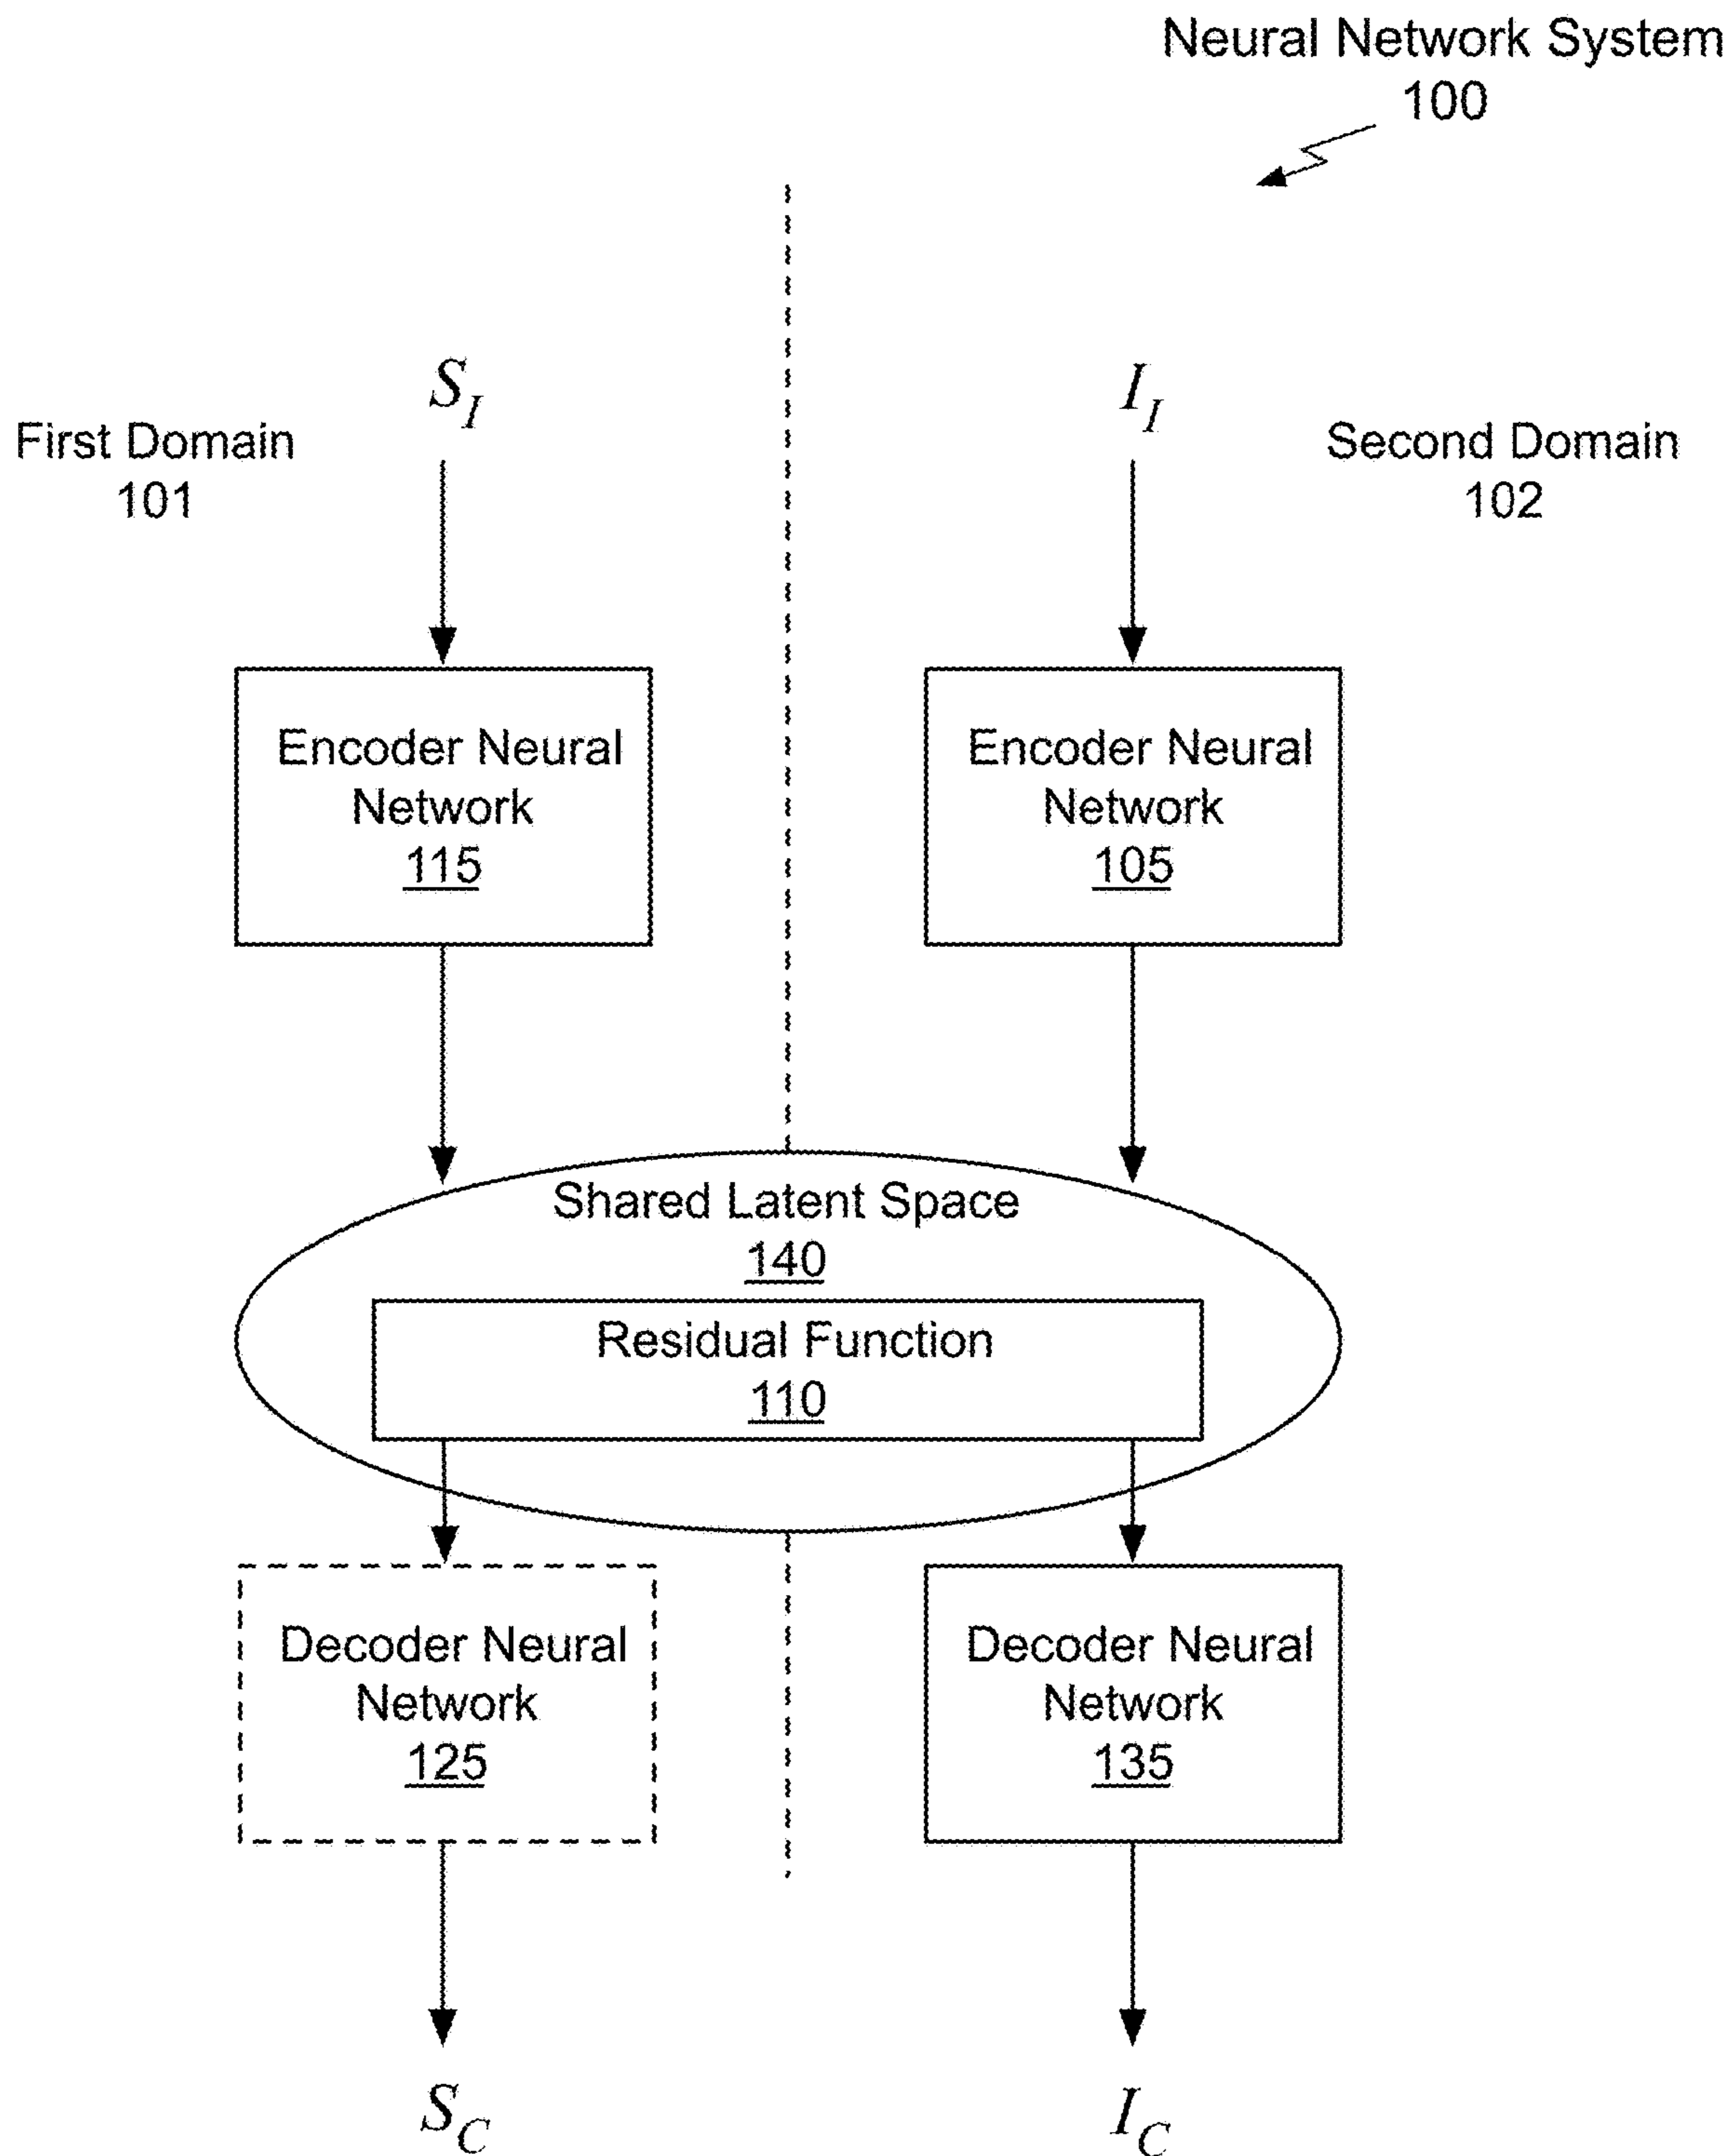 Neural Network System
100
S_I
I_I
First Domain
101
Second Domain
102
Encoder Neural
Network
115
Encoder Neural
Network
105
Shared Latent Space
140
Residual Function
110
Decoder Neural
Network
125
Decoder Neural
Network
135
S_C
I_C